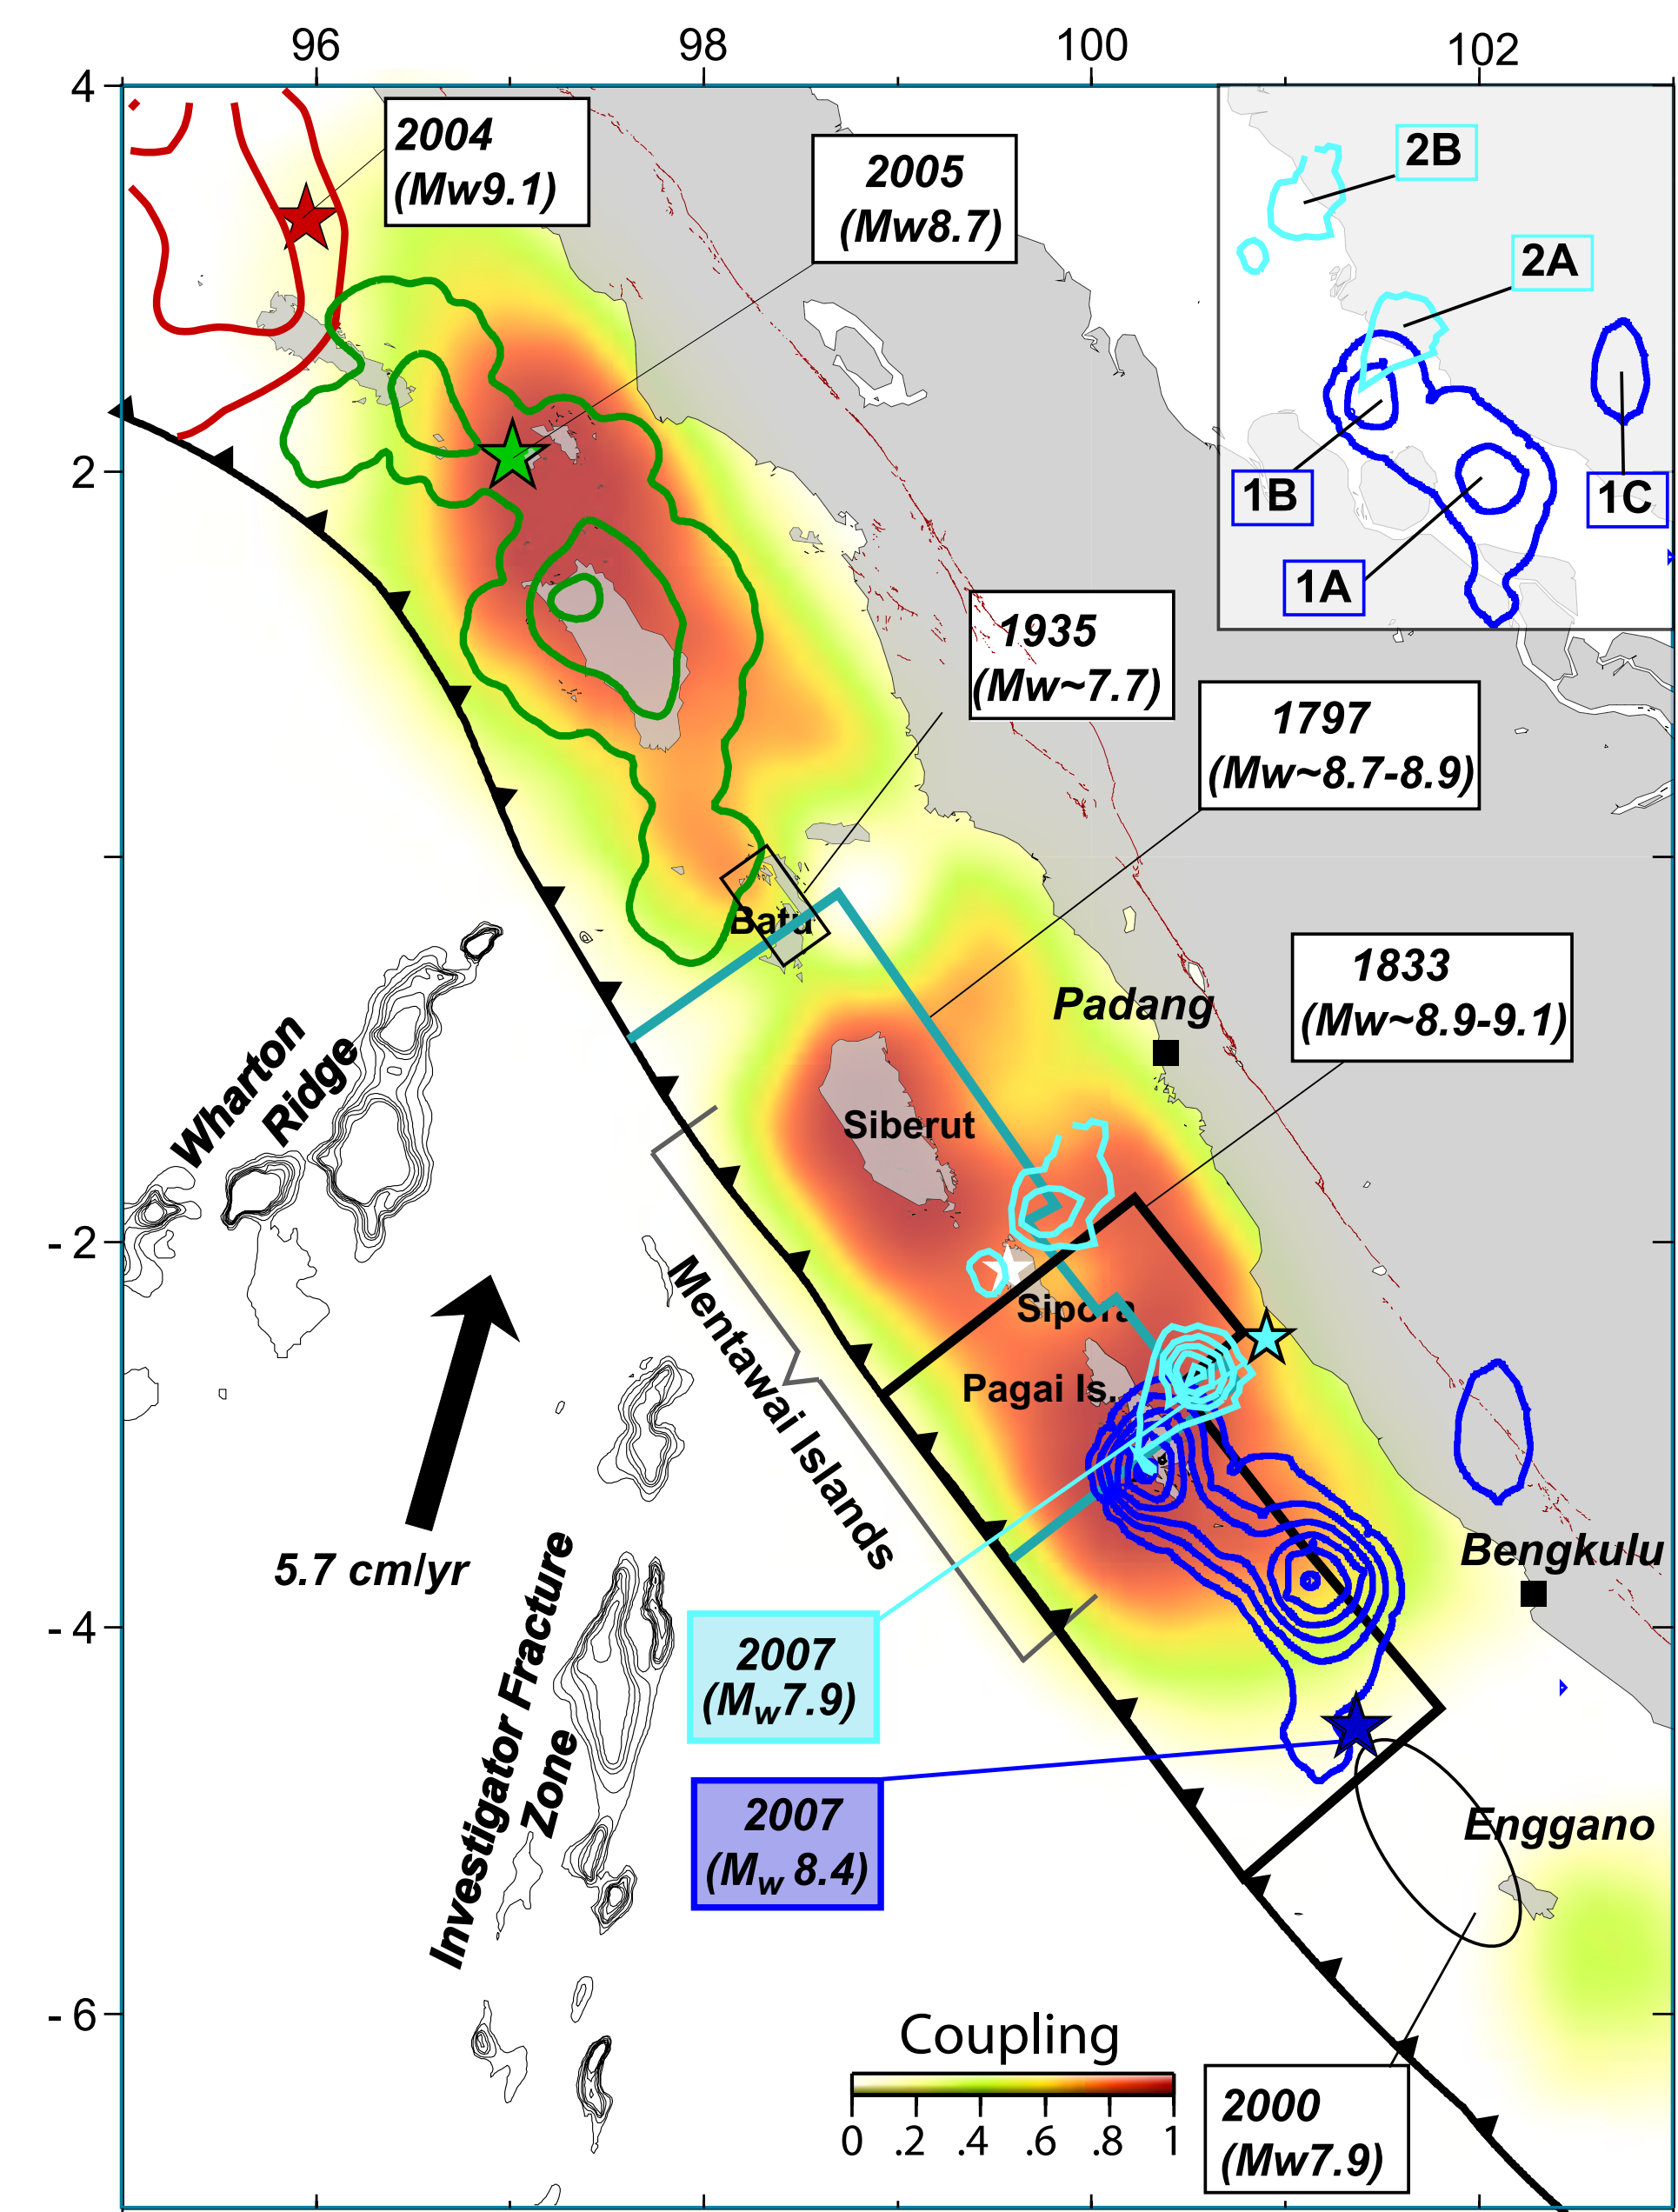 96
98
100
102
4
2004
(Mw9.1)
2005
(Mw8.7)
2B
2A
1B
1C
1A
2
1935
(Mw~7.7)
1797
(Mw~8.7-8.9)
Batu
1833
(Mw~8.9-9.1)
Padang
Wharton
Ridge
Siberut
- 2
Sipora
Pagai Is.
Mentawai Islands
5.7 cm/yr
Bengkulu
- 4
2007
(Mw7.9)
Investigator Fracture
Zone
2007
(Mw 8.4)
Enggano
- 6
Coupling
0 .2 .4 .6 .8 1
2000
(Mw7.9)